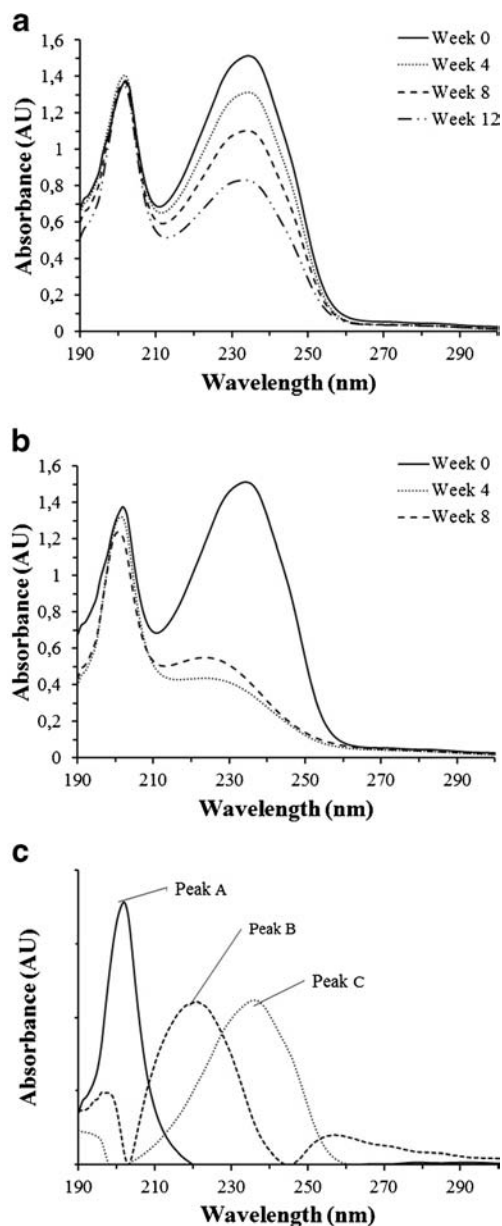 a
1,6
1,4
1,2
1
0,8
0,6
0,4
0,2
0
Absorbance (AU)
Week 0
Week 4
Week 8
Week 12
190 210 230 250 270 290
Wavelength (nm)
b
1,6
1,4
1,2
1
0,8
0,6
0,4
0,2
0
Absorbance (AU)
Week 0
Week 4
Week 8
190 210 230 250 270 290
Wavelength (nm)
c
Absorbance (AU)
Peak A
Peak B
Peak C
190 210 230 250 270 290
Wavelength (nm)